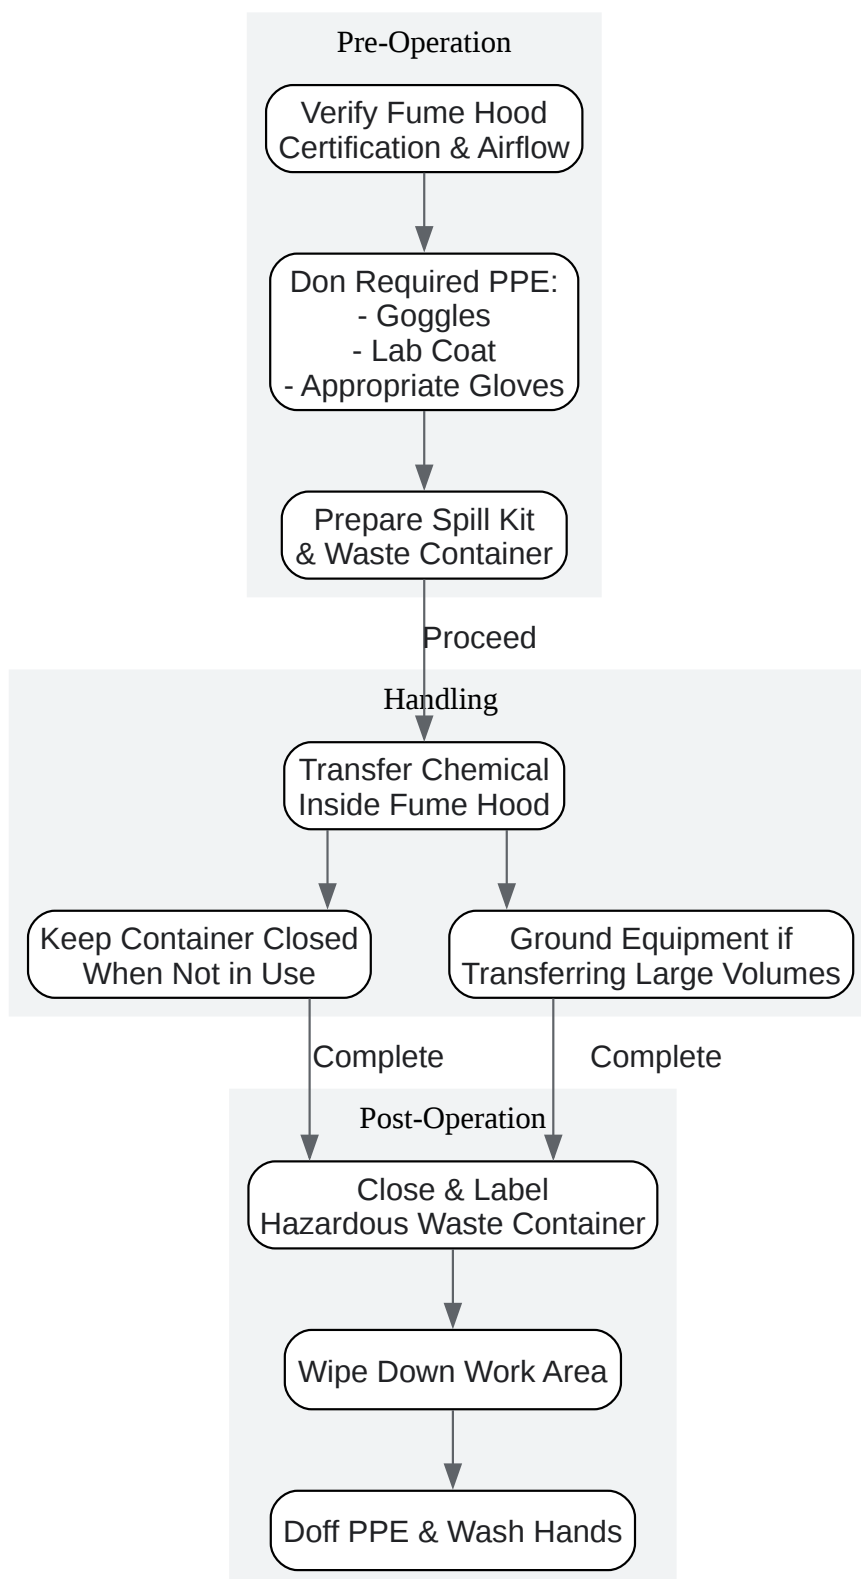 Pre-Operation
Verify Fume Hood
Certification & Airflow
Don Required PPE:
- Goggles
- Lab Coat
- Appropriate Gloves
Prepare Spill Kit
& Waste Container
Proceed
Handling
Transfer Chemical
Inside Fume Hood
Keep Container Closed
When Not in Use
Ground Equipment if
Transferring Large Volumes
Complete
Complete
Post-Operation
Close & Label
Hazardous Waste Container
Wipe Down Work Area
Doff PPE & Wash Hands